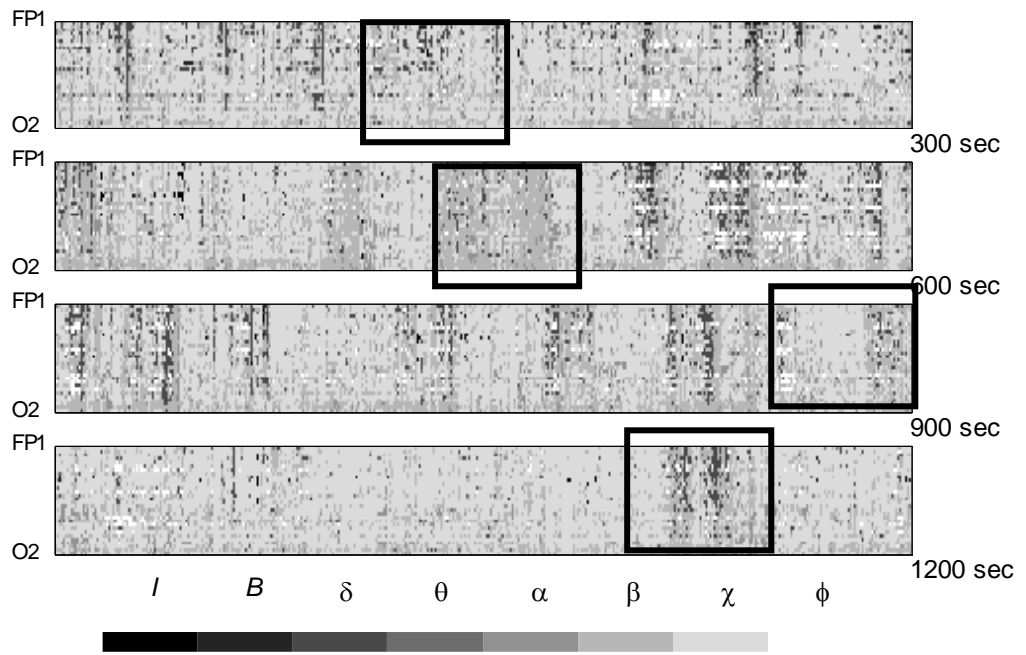 FP1
O2
300 sec
FP1
O2
600 sec
FP1
O2
900 sec
FP1
O2
1200 sec
I B δ θ α β χ ϕ